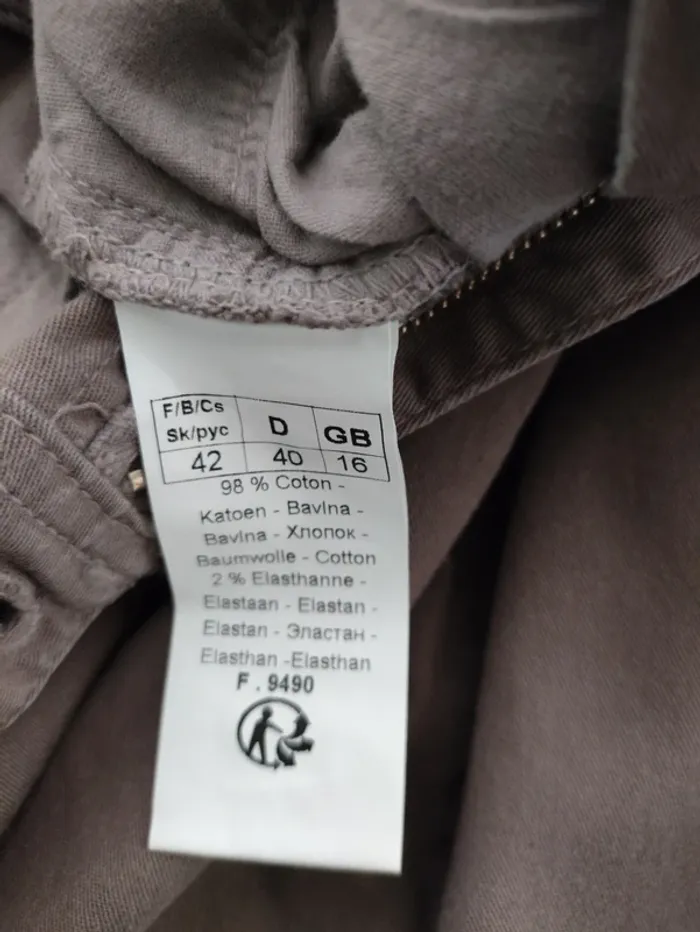 F/B/Cs D GB
Sk/рус
42 40 16
98 % Coton -
Katoen - Bavlna -
Bavlna - Хлопок -
Baumwolle - Cotton
2 % Elasthanne -
Elastaan - Elastan -
Elastan - Эластан -
Elasthan -Elasthan
F . 9490